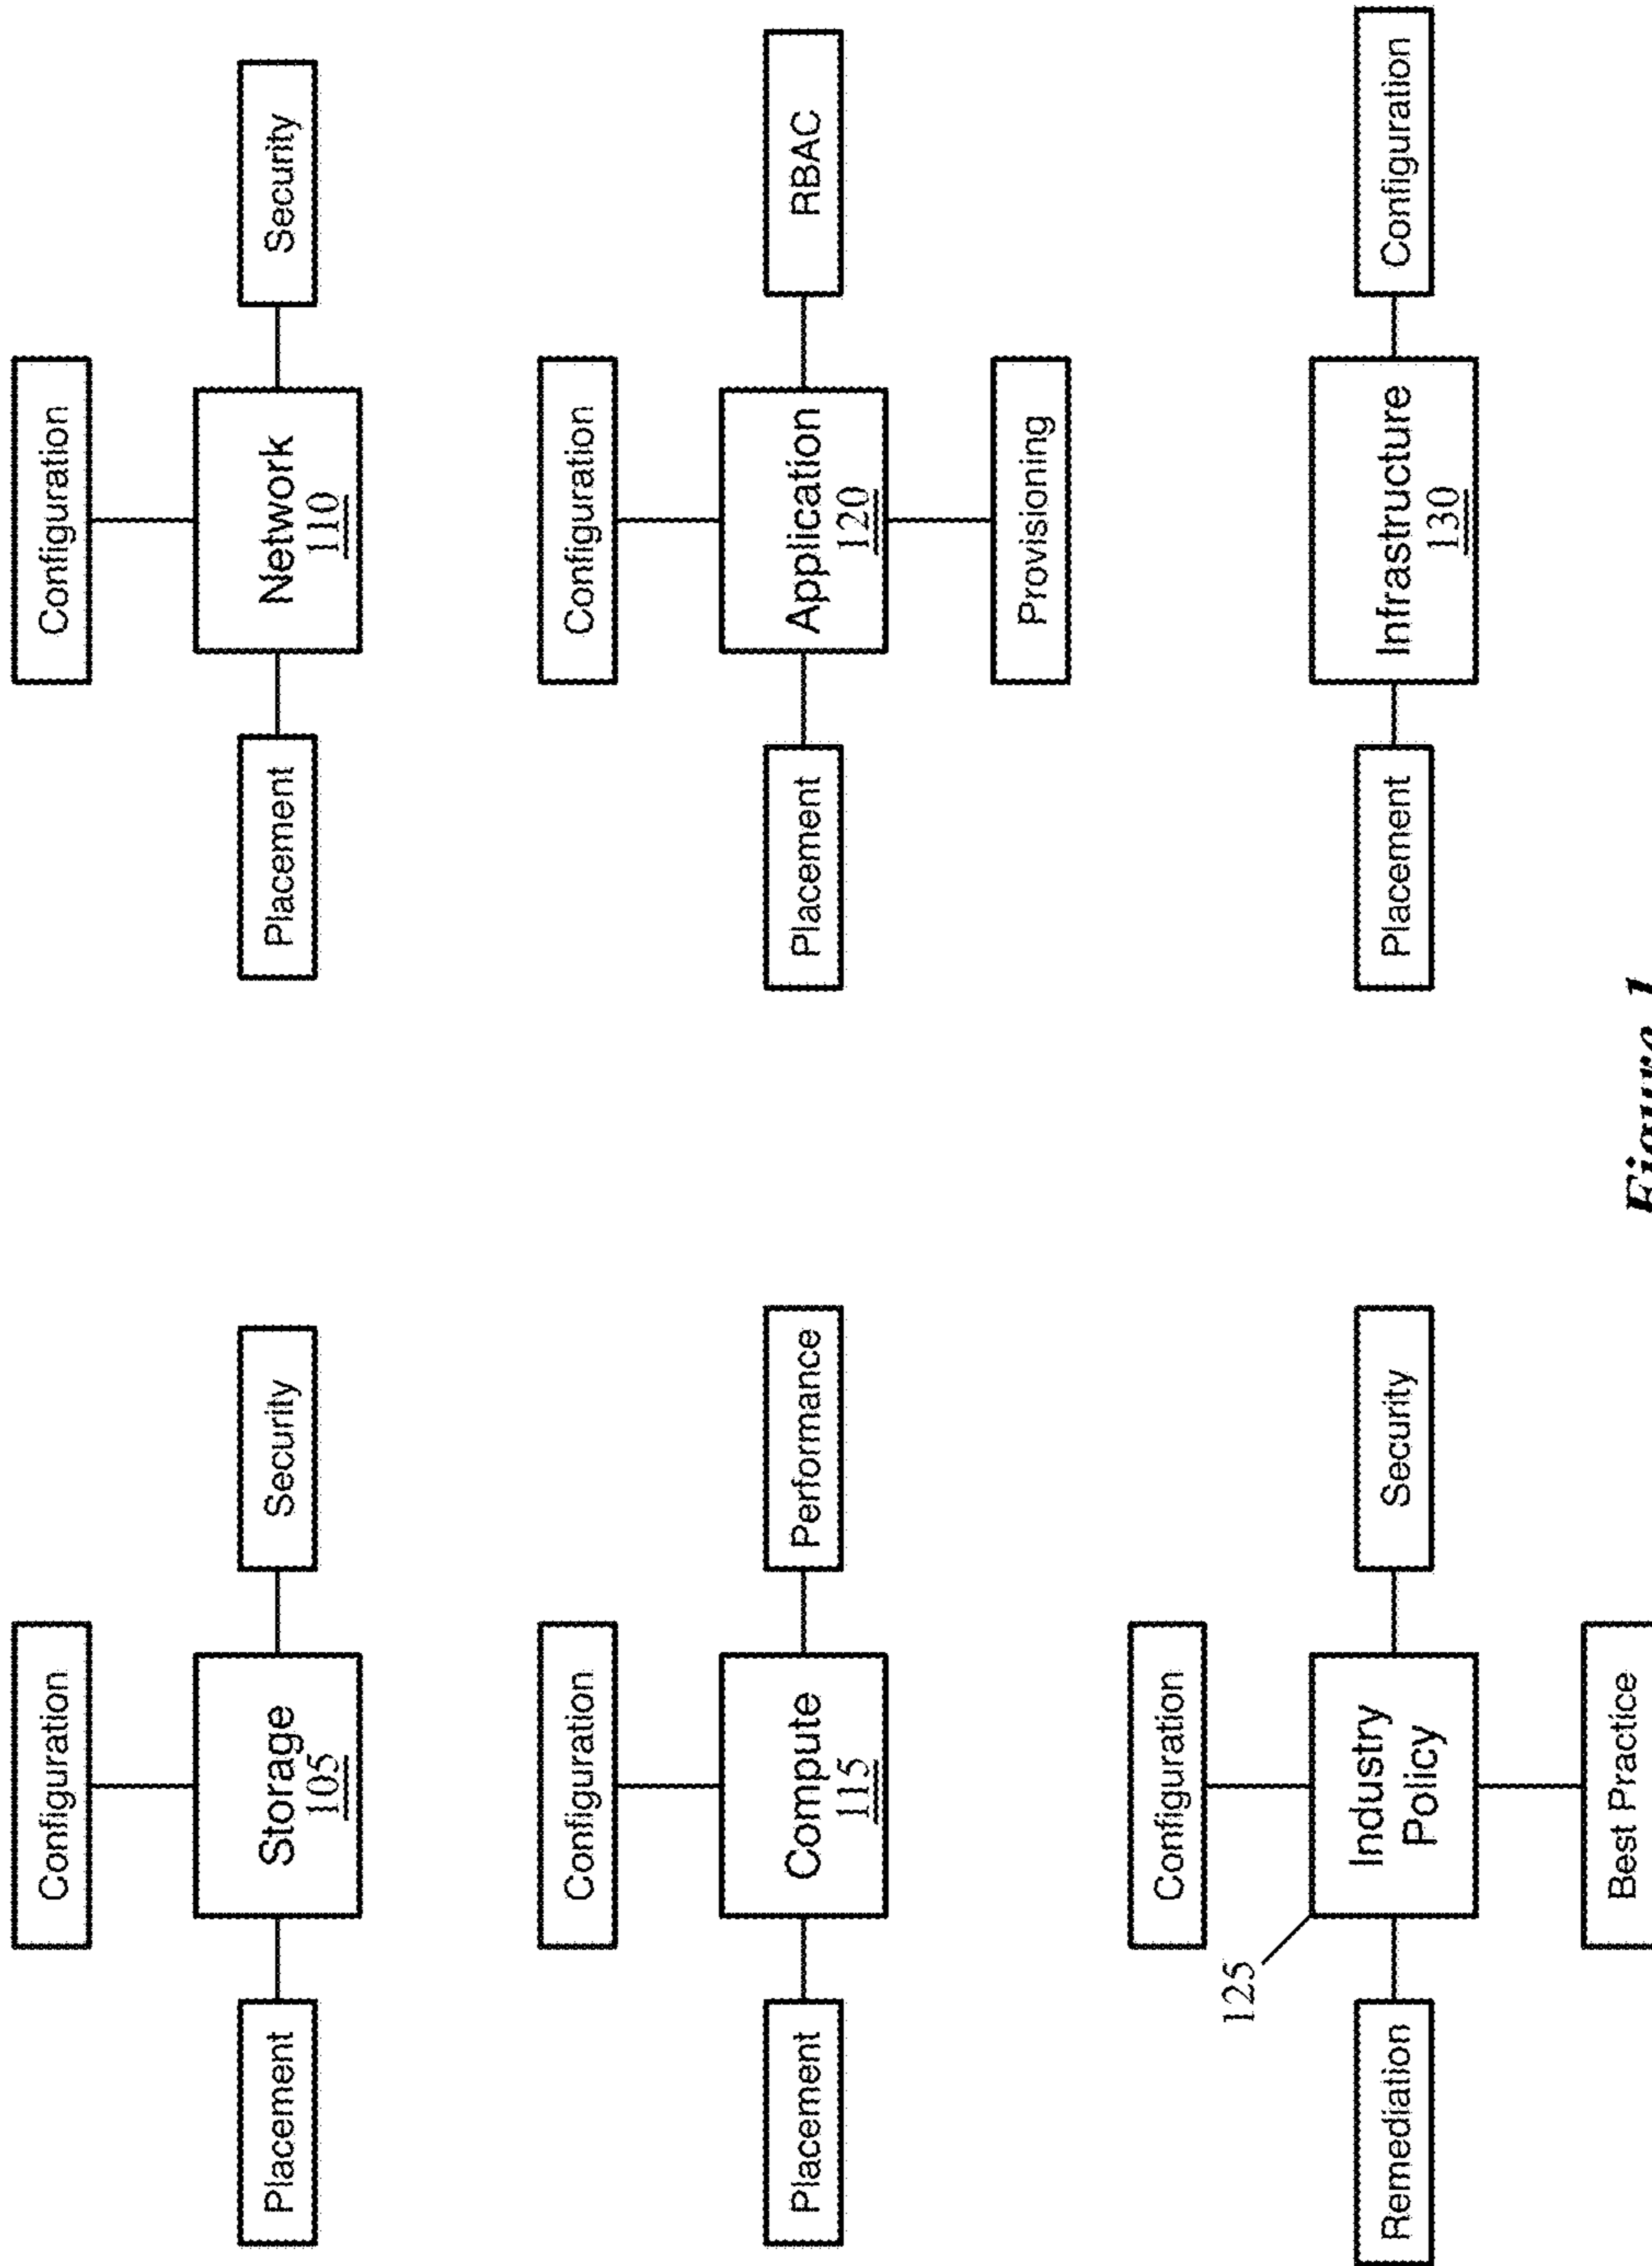 Configuration
Placement
Storage
105
Security
Configuration
Placement
Network
110
Security
Configuration
Placement
Compute
115
Performance
Configuration
Placement
Application
120
RBAC
Provisioning
Configuration
125
Remediation
Industry
Policy
Security
Best Practice
Placement
Infrastructure
130
Configuration
Figure 1